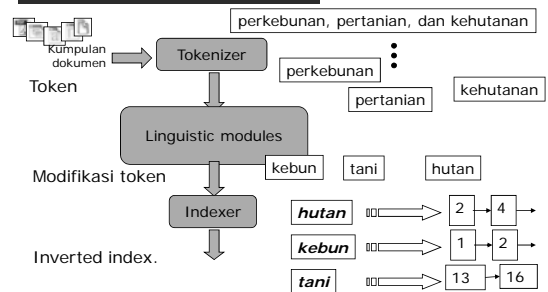 perkebunan, pertanian, dan kehutanan
Kumpulan
dokumen
Tokenizer
Token
perkebunan
pertanian
kehutanan
Linguistic modules
kebun
tani
hutan
Modifikasi token
Indexer
hutan
2
4
kebun
1
2
Inverted index.
tani
13
16